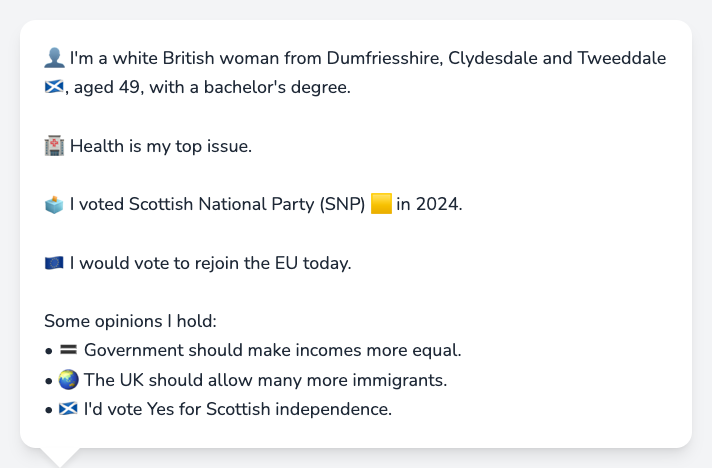 👤 I'm a white British woman from Dumfriesshire, Clydesdale and Tweeddale
🏴󠁧󠁢󠁳󠁣󠁴󠁿, aged 49, with a bachelor's degree.
🏥 Health is my top issue.
🗳️ I voted Scottish National Party (SNP) 🟨 in 2024.
🇪🇺 I would vote to rejoin the EU today.
Some opinions I hold:
• 🟰 Government should make incomes more equal.
• 🌏 The UK should allow many more immigrants.
• 🏴󠁧󠁢󠁳󠁣󠁴󠁿 I'd vote Yes for Scottish independence.